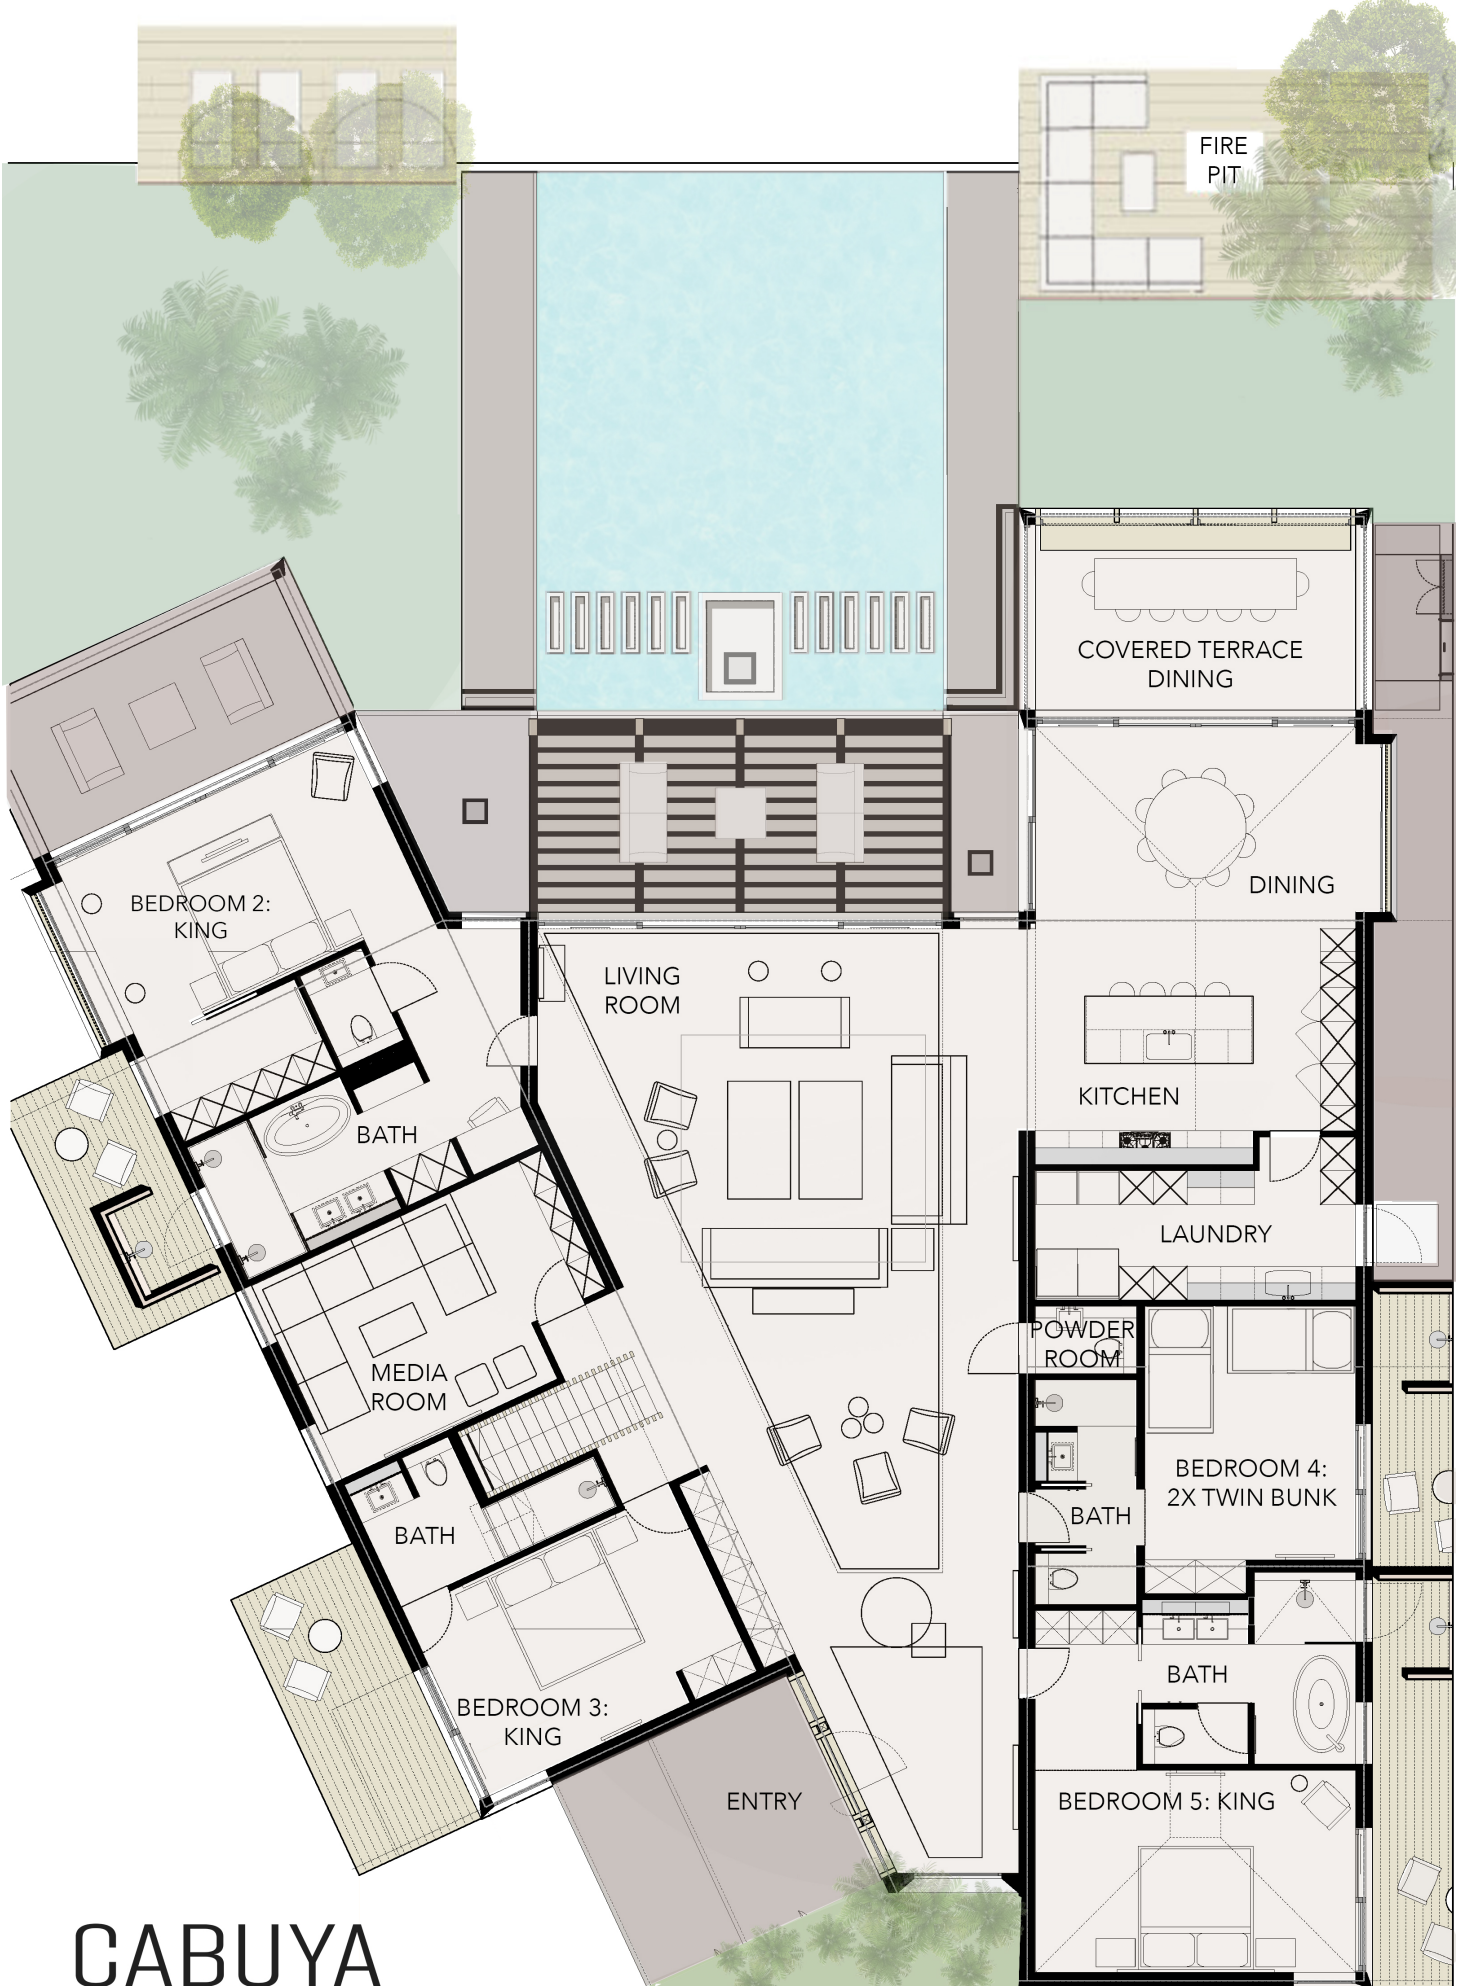 FIRE
PIT
COVERED TERRACE
DINING
DINING
BEDROOM 2:
KING
LIVING
ROOM
KITCHEN
BATH
LAUNDRY
POWDER
ROOM
MEDIA
ROOM
BEDROOM 4:
2X TWIN BUNK
BATH
BATH
BATH
BEDROOM 3:
KING
ENTRY
BEDROOM 5: KING
CABUYA